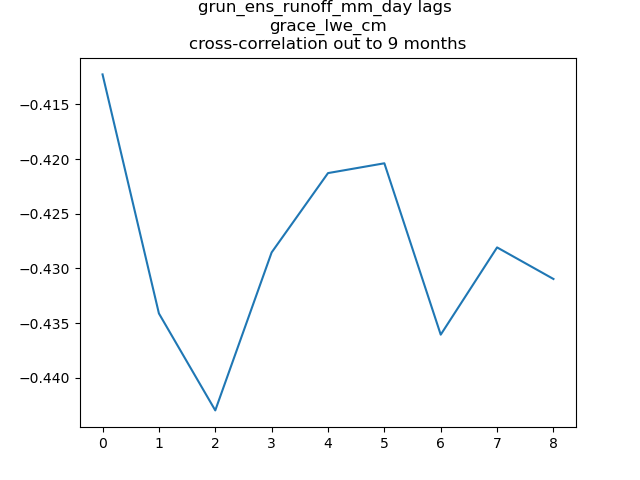 grun_ens_runoff_mm_day lags
grace_lwe_cm
cross-correlation out to 9 months
−0.415
−0.420
−0.425
−0.430
−0.435
−0.440
0 1 2 3 4 5 6 7 8